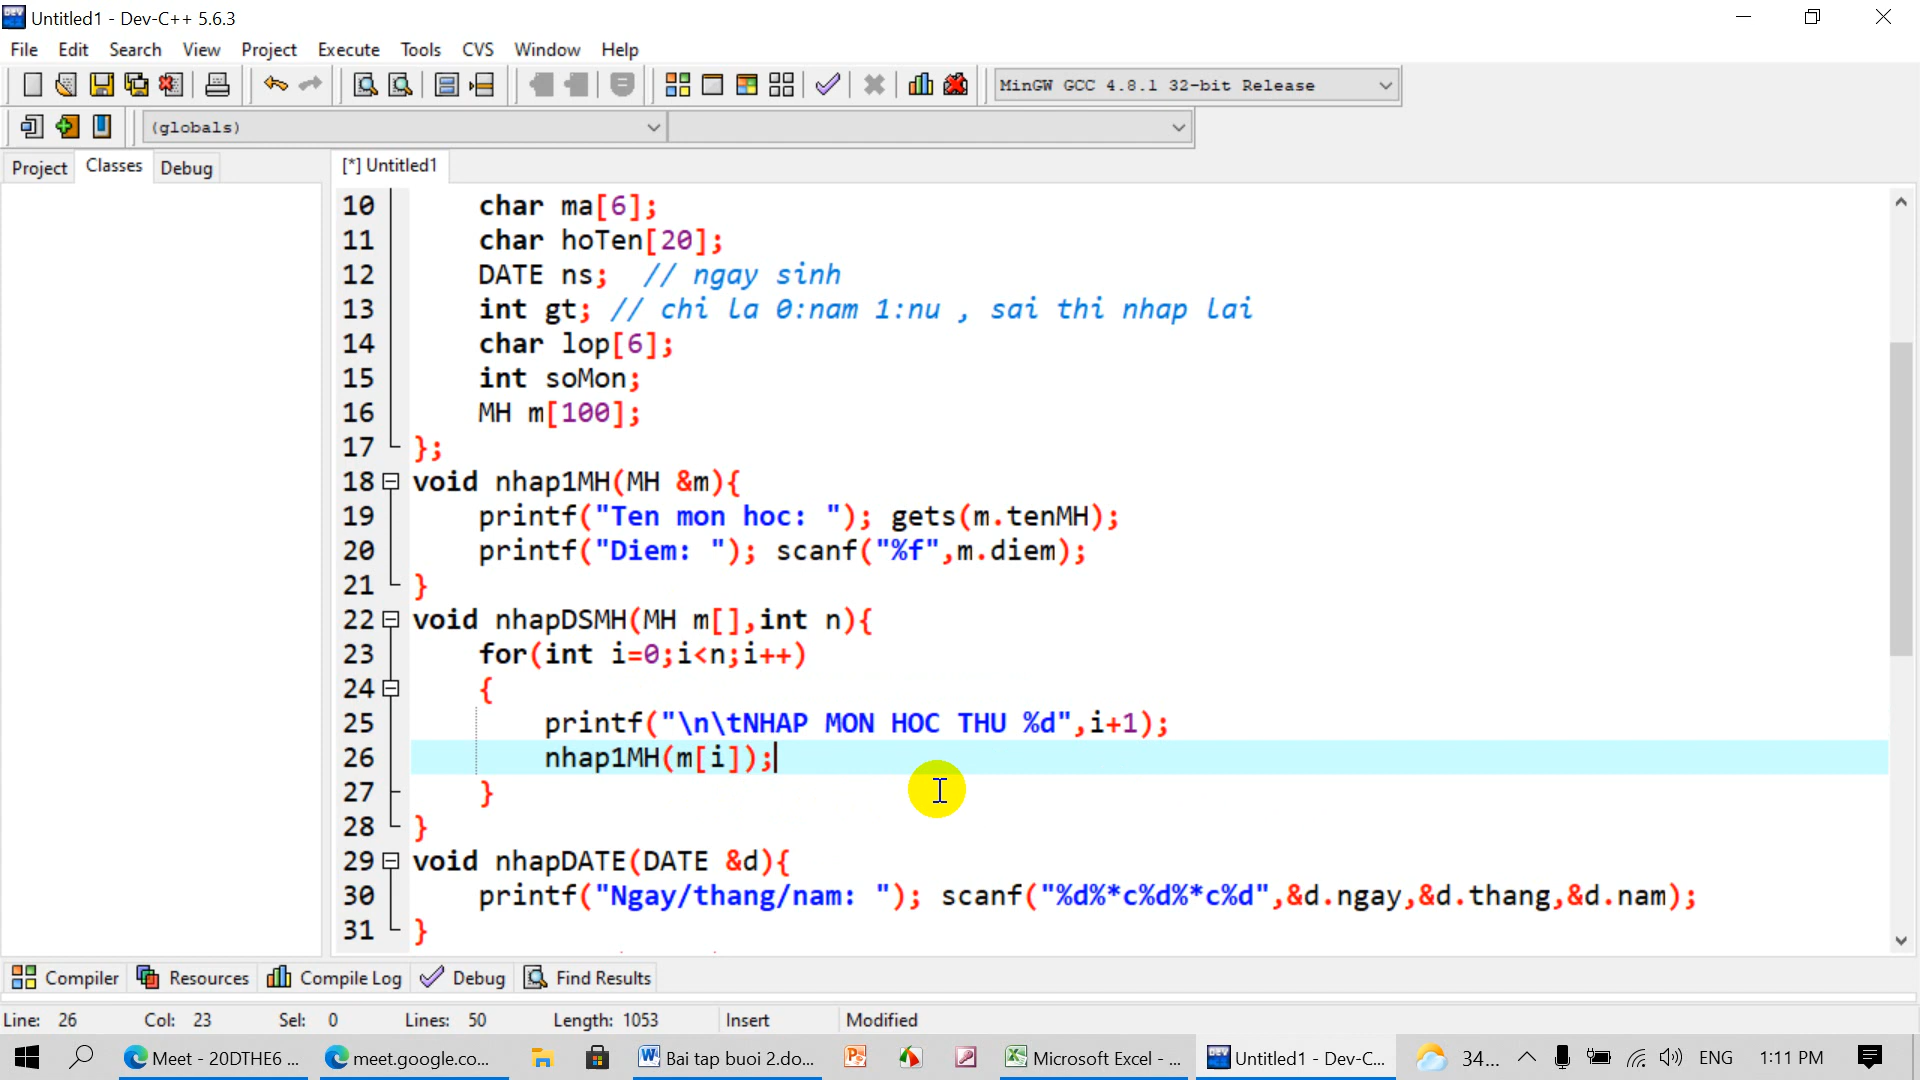 Untitled1 - Dev-C++ 5.6.3
File Edit Search View Project Execute Tools CVS Window Help
MinGW GCC 4.8.1 32-bit Release
(globals)
Project Classes Debug [*] Untitled1
10 char ma[6];
11 char hoTen[20];
12 DATE ns; // ngay sinh
13 int gt; // chi la 0:nam 1:nu , sai thi nhap lai
14 char lop[6];
15 int soMon;
16 MH m[100];
17 };
18 void nhap1MH(MH &m){
19 printf("Ten mon hoc: "); gets(m.tenMH);
20 printf("Diem: "); scanf("%f",m.diem);
21 }
22 void nhapDSMH(MH m[],int n){
23 for(int i=0;i<n;i++)
24 {
25 printf("\n\tNHAP MON HOC THU %d",i+1);
26 nhap1MH(m[i]);
27 }
28 }
29 void nhapDATE(DATE &d){
30 printf("Ngay/thang/nam: "); scanf("%d%*c%d%*c%d",&d.ngay,&d.thang,&d.nam);
31 }
Compiler Resources Compile Log Debug Find Results
Line: 26 Col: 23 Sel: 0 Lines: 50 Length: 1053 Insert Modified
Meet - 20DTHE6 ... meet.google.co... Bai tap buoi 2.do... Microsoft Excel - ... Untitled1 - Dev-C... 34... ENG 1:11 PM